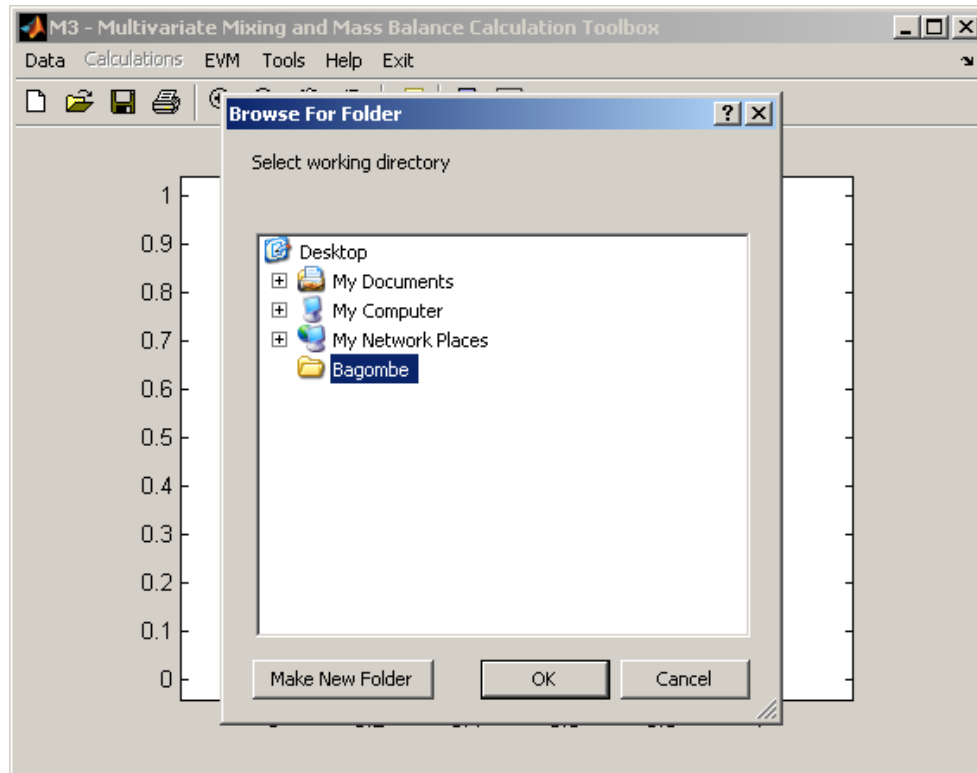 M3 - Multivariate Mixing and Mass Balance Calculation Toolbox
Data Calculations EVM Tools Help Exit
Browse For Folder
Select working directory
Desktop
My Documents
My Computer
My Network Places
Bagombe
Make New Folder OK Cancel
1
0.9
0.8
0.7
0.6
0.5
0.4
0.3
0.2
0.1
0